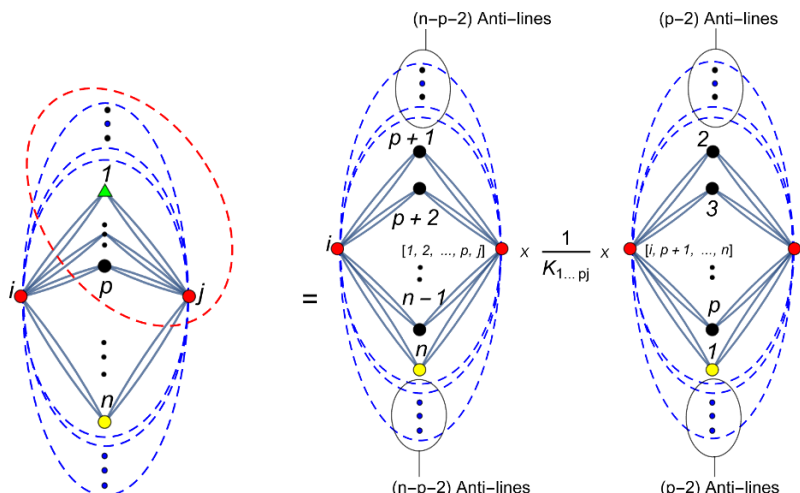 (n-p-2) Anti-lines
(p-2) Anti-lines
1
p
i
j
n
=
p + 1
p + 2
i
[1, 2, ..., p, j]
n - 1
n
x
1
K1... pj
x
2
3
[i, p+1, ..., n]
p
1
(n-p-2) Anti-lines
(p-2) Anti-lines